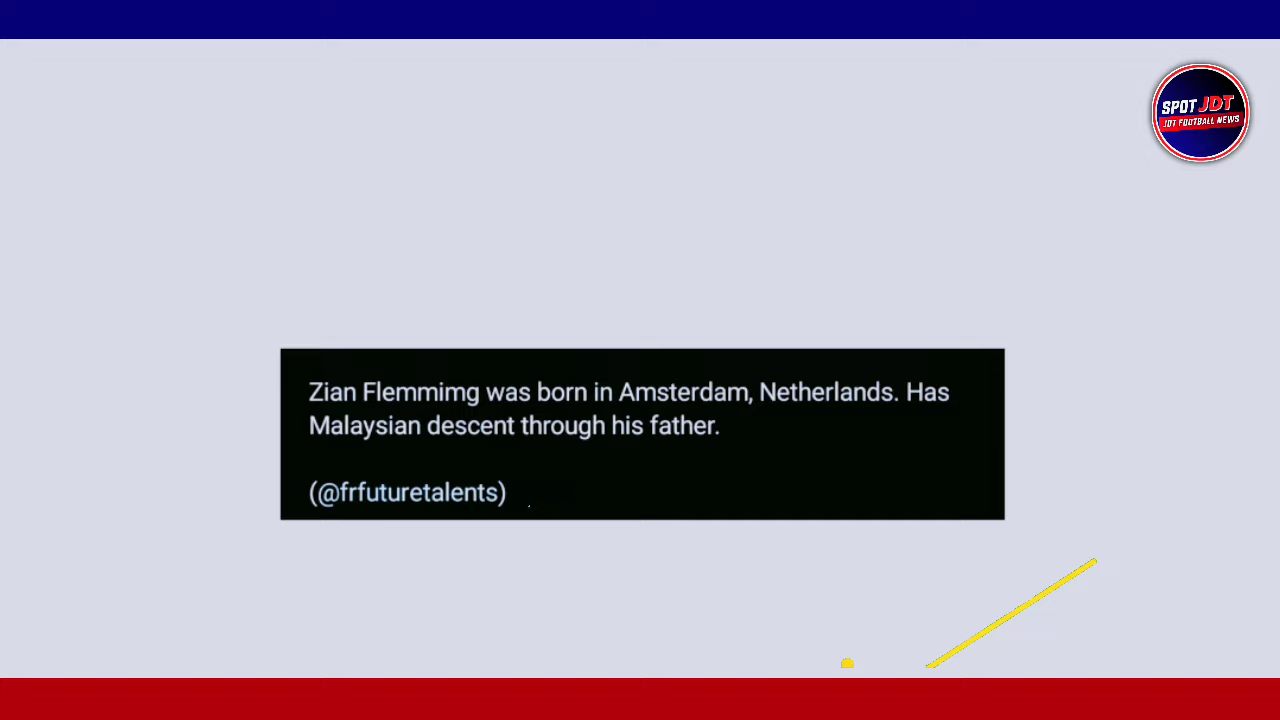 SPOT JDT
JDT FOOTBALL NEWS
Zian Flemmimg was born in Amsterdam, Netherlands. Has
Malaysian descent through his father.
(@frfuturetalents)